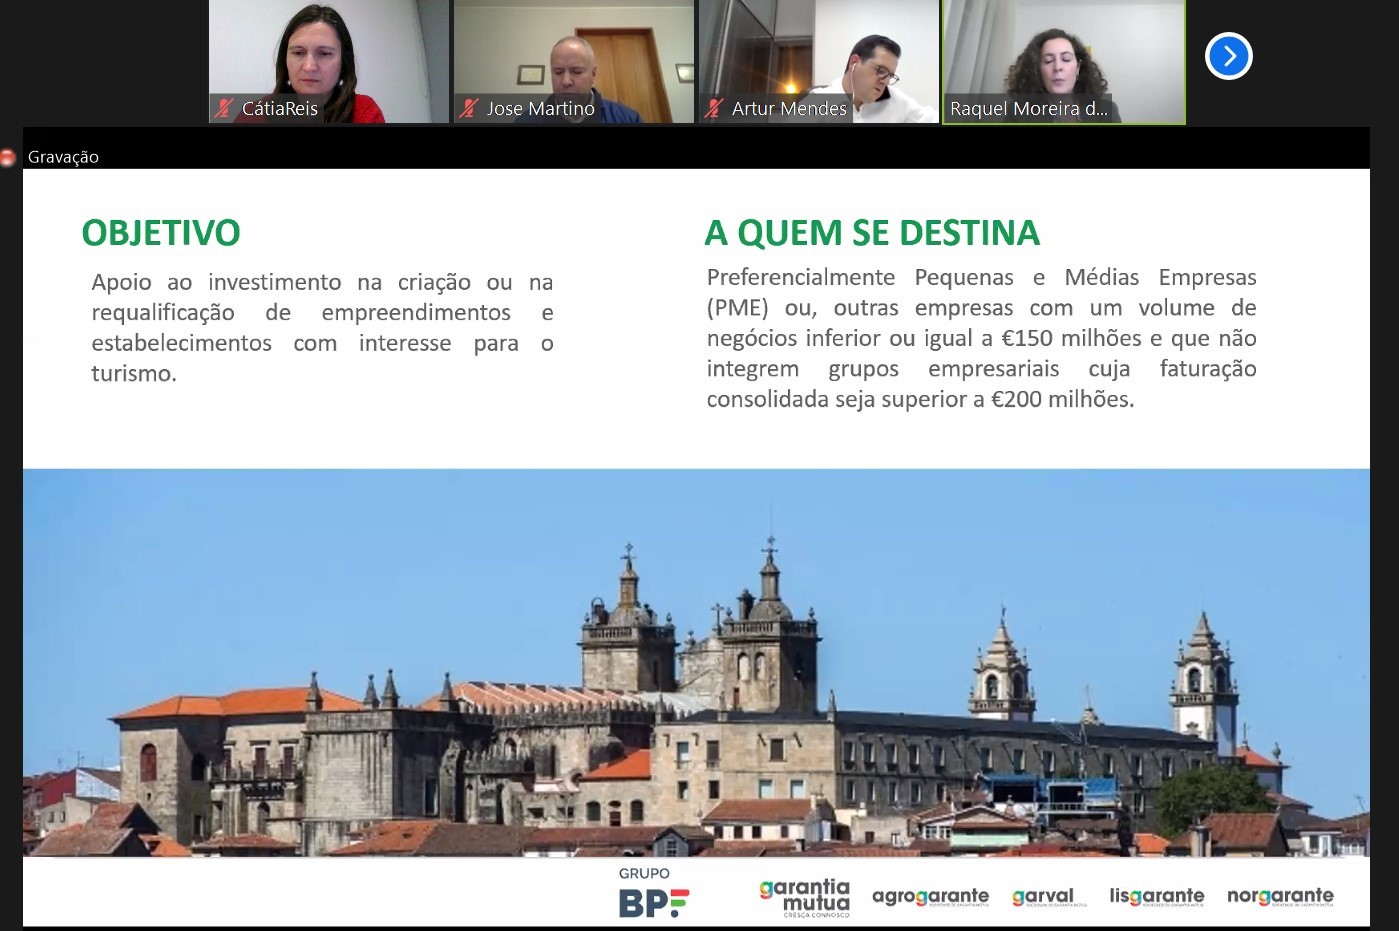 CátiaReis
Jose Martino
Artur Mendes
Raquel Moreira d...
Gravação
OBJETIVO
Apoio ao investimento na criação ou na
requalificação de empreendimentos e
estabelecimentos com interesse para o
turismo.
A QUEM SE DESTINA
Preferencialmente Pequenas e Médias Empresas
(PME) ou, outras empresas com um volume de
negócios inferior ou igual a €150 milhões e que não
integrem grupos empresariais cuja faturação
consolidada seja superior a €200 milhões.
GRUPO
BPF
garantia
mutua
CRESÇA CONNOSCO
agrogarante
garval
lisgarante
norgarante